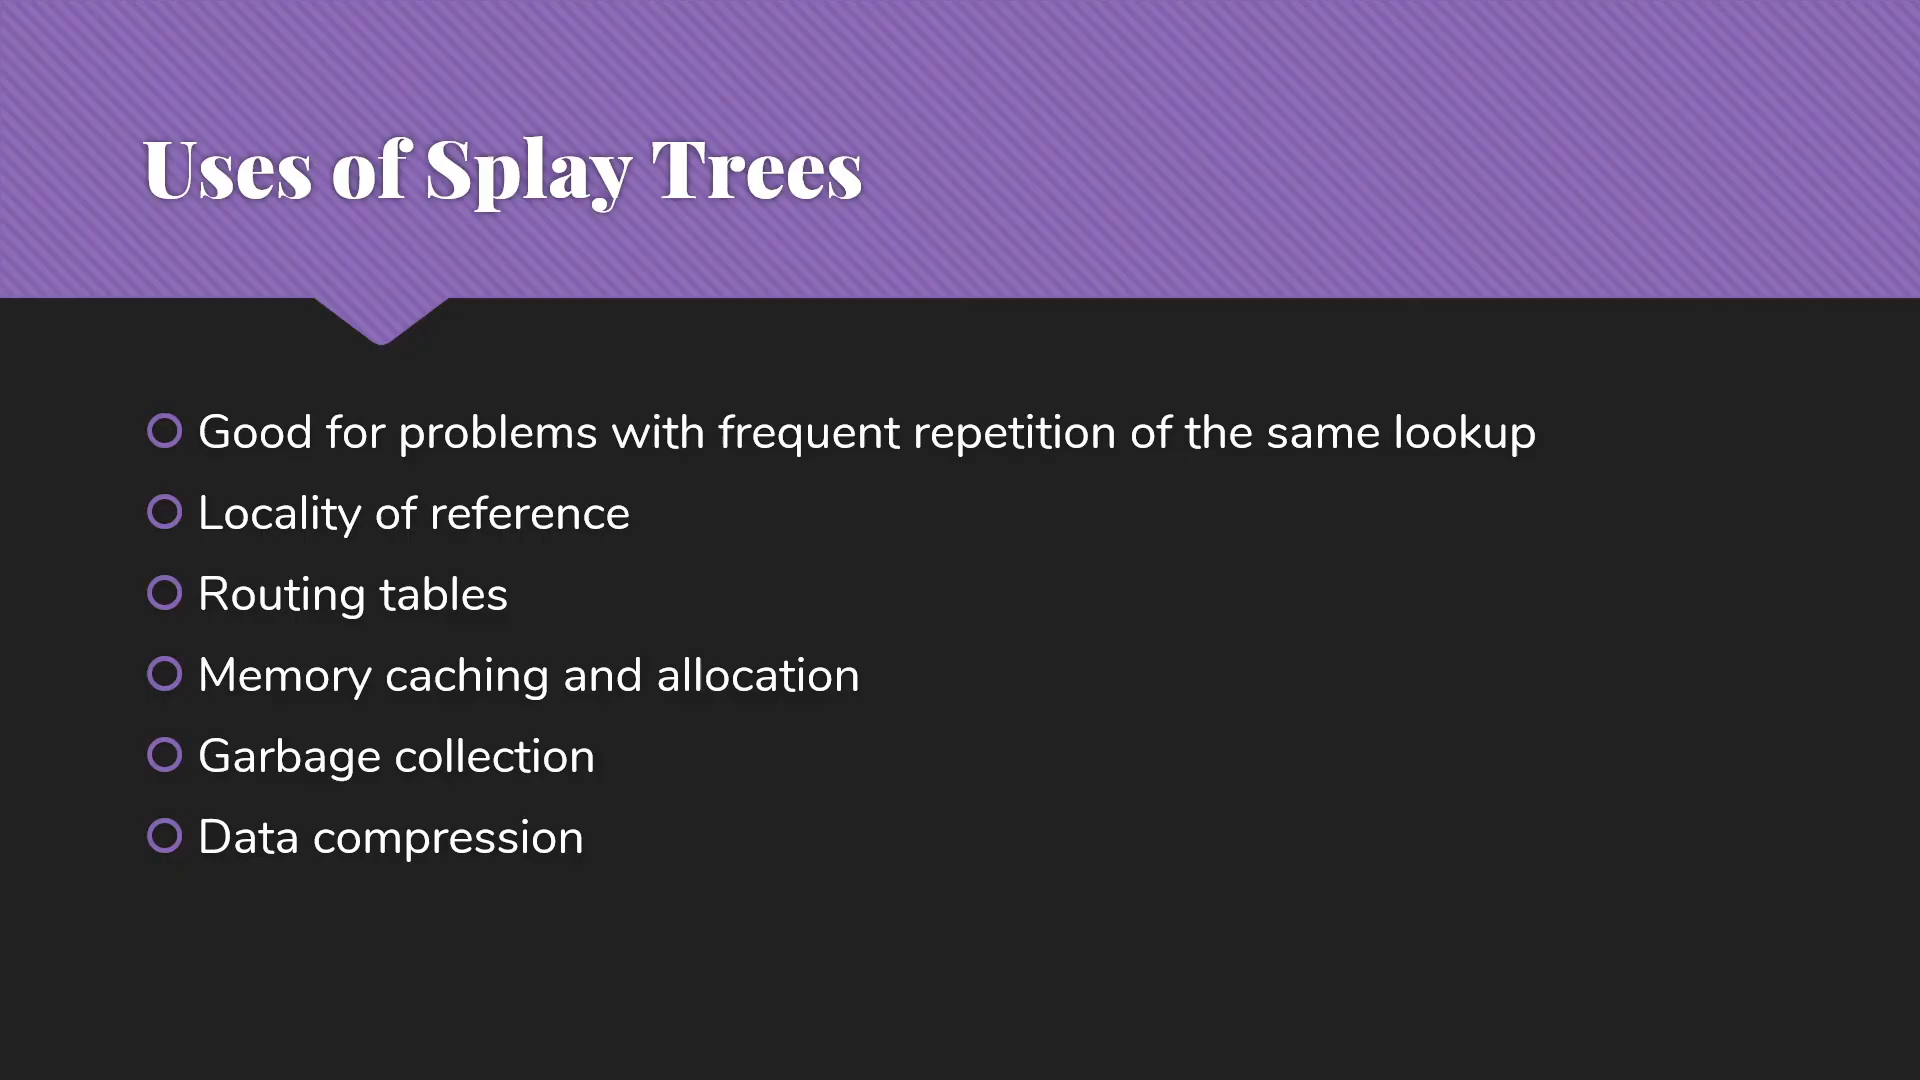 Uses of Splay Trees
Good for problems with frequent repetition of the same lookup
Locality of reference
Routing tables
Memory caching and allocation
Garbage collection
Data compression